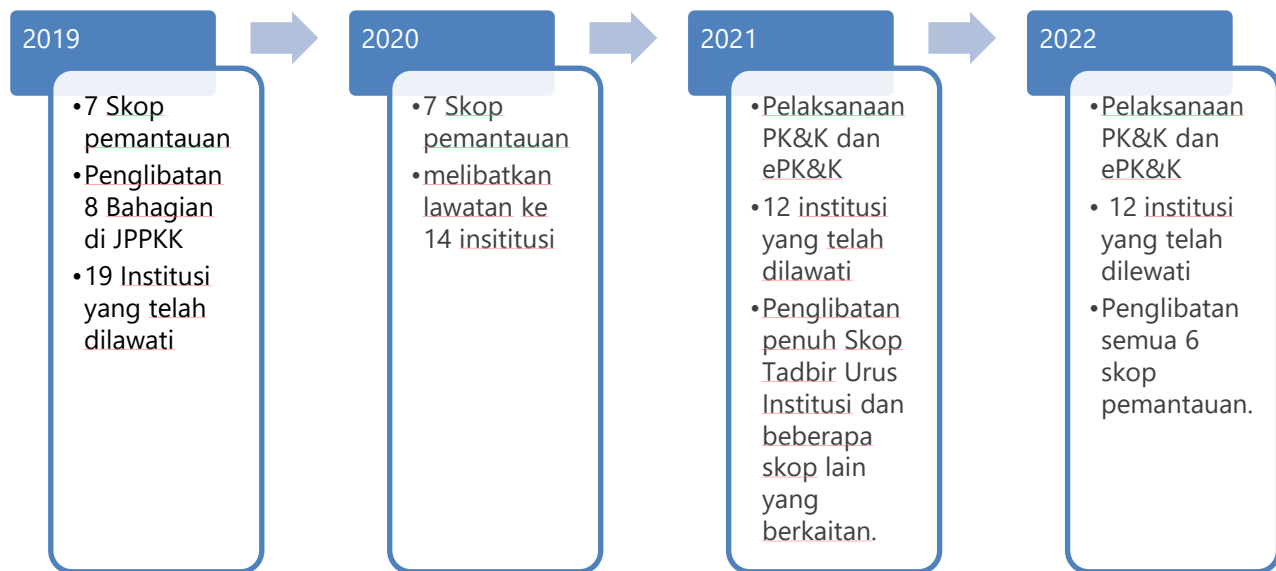 2019
•7 Skop
pemantauan
•Penglibatan
8 Bahagian
di JPPKK
•19 Institusi
yang telah
dilawati
2020
•7 Skop
pemantauan
•melibatkan
lawatan ke
14 insititusi
2021
•Pelaksanaan
PK&K dan
ePK&K
•12 institusi
yang telah
dilawati
•Penglibatan
penuh Skop
Tadbir Urus
Institusi dan
beberapa
skop lain
yang
berkaitan.
2022
•Pelaksanaan
PK&K dan
ePK&K
• 12 institusi
yang telah
dilewati
•Penglibatan
semua 6
skop
pemantauan.